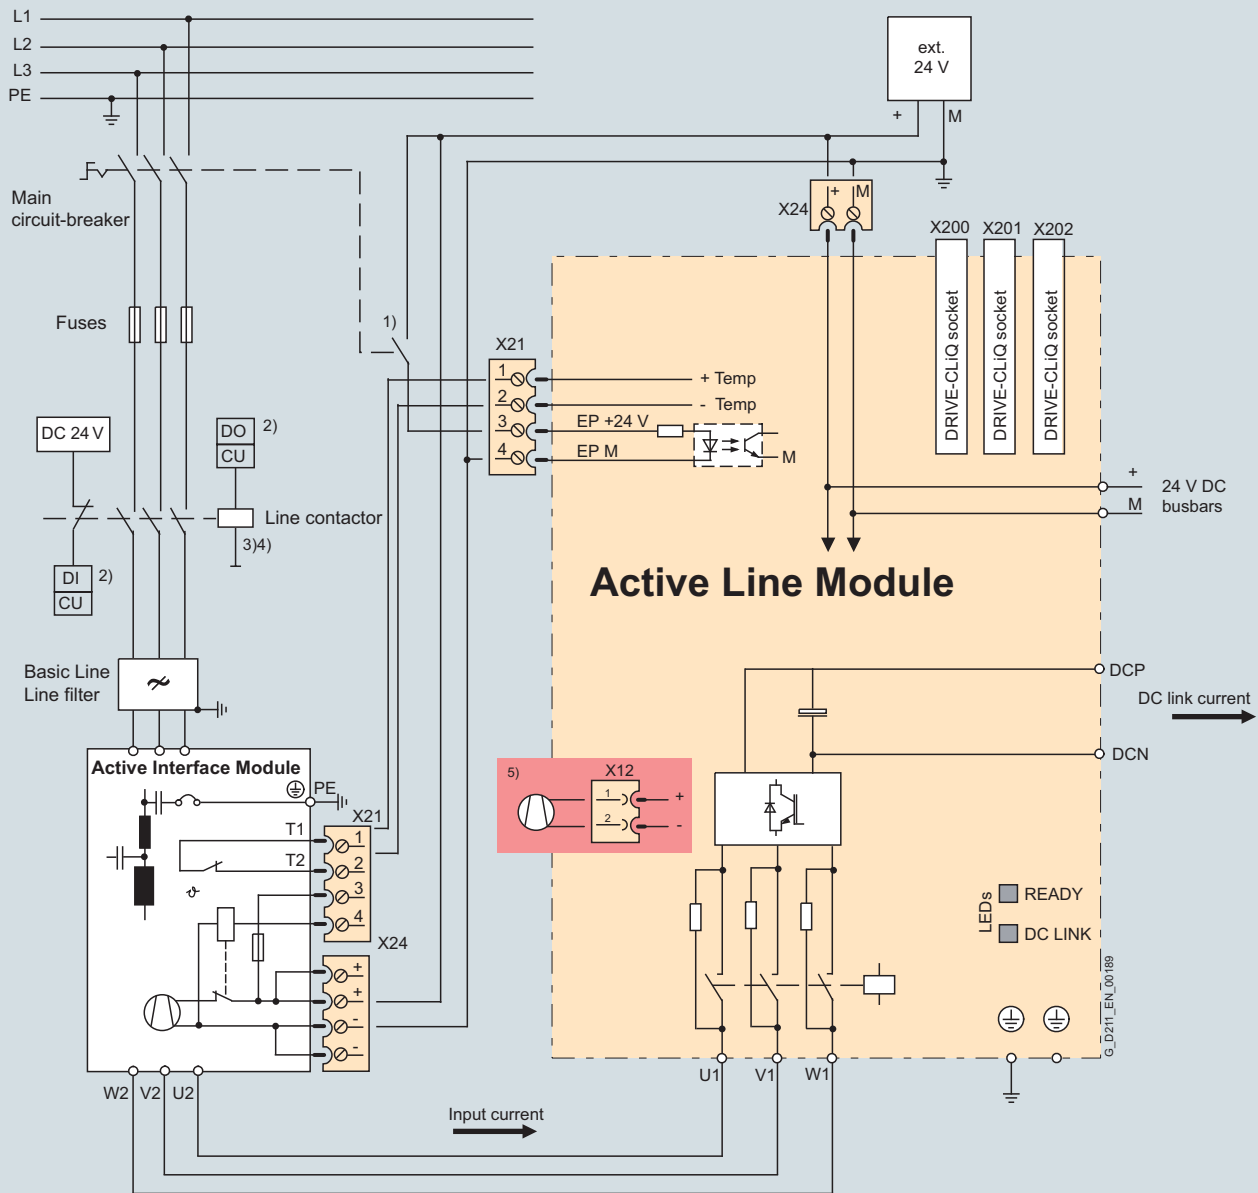 L1
L2
L3
PE
ext.
24 V
+ M
Main
circuit-breaker
X24
+ M
X200 X201 X202
DRIVE-CLiQ socket
DRIVE-CLiQ socket
DRIVE-CLiQ socket
Fuses
1)
X21
1
2
3
4
+ Temp
- Temp
EP +24 V
EP M
M
DC 24 V
DO 2)
CU
Line contactor
3)4)
DI 2)
CU
+
M
24 V DC
busbars
Active Line Module
Basic Line
Line filter
DCP
DC link current
DCN
Active Interface Module
PE
X21
T1 1
T2 2
3
4
ϑ
X24
+
+
-
-
5) X12
1 +
2 -
LEDs
READY
DC LINK
G_D211_EN_00189
W2 V2 U2
U1 V1 W1
Input current